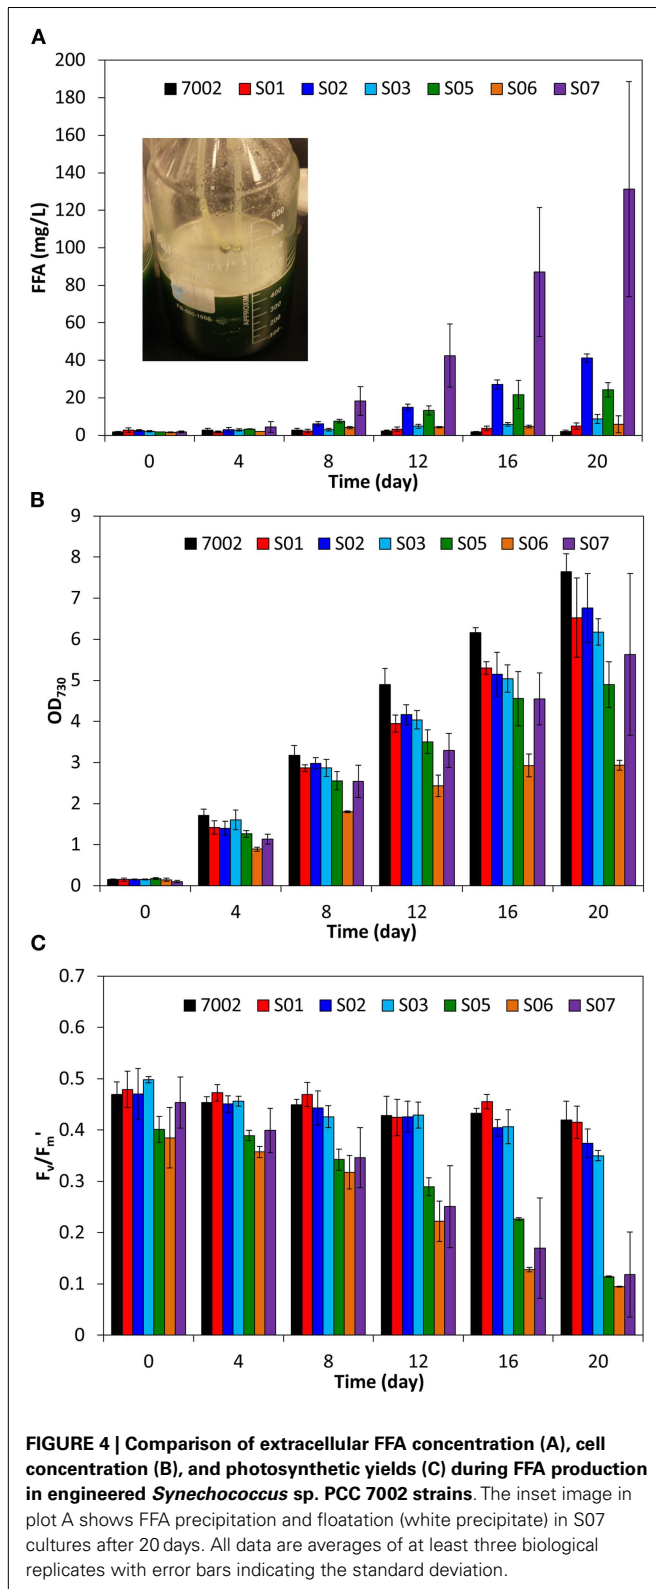 A
200
180
160
140
120
100
80
60
40
20
0
FFA (mg/L)
7002 S01 S02 S03 S05 S06 S07
0 4 8 12 16 20
Time (day)
B
9
8
7
6
5
4
3
2
1
0
OD730
7002 S01 S02 S03 S05 S06 S07
0 4 8 12 16 20
Time (day)
C
0.7
0.6
0.5
0.4
0.3
0.2
0.1
0
Fv/Fm'
7002 S01 S02 S03 S05 S06 S07
0 4 8 12 16 20
Time (day)
FIGURE 4 | Comparison of extracellular FFA concentration (A), cell
concentration (B), and photosynthetic yields (C) during FFA production
in engineered Synechococcus sp. PCC 7002 strains. The inset image in
plot A shows FFA precipitation and floatation (white precipitate) in S07
cultures after 20 days. All data are averages of at least three biological
replicates with error bars indicating the standard deviation.